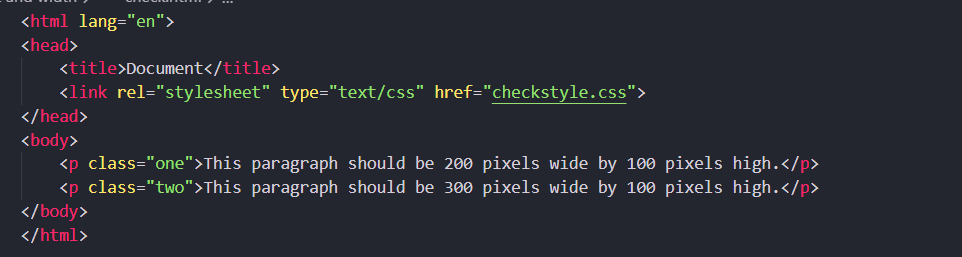 <html lang="en">
<head>
<title>Document</title>
<link rel="stylesheet" type="text/css" href="checkstyle.css">
</head>
<body>
<p class="one">This paragraph should be 200 pixels wide by 100 pixels high.</p>
<p class="two">This paragraph should be 300 pixels wide by 100 pixels high.</p>
</body>
</html>